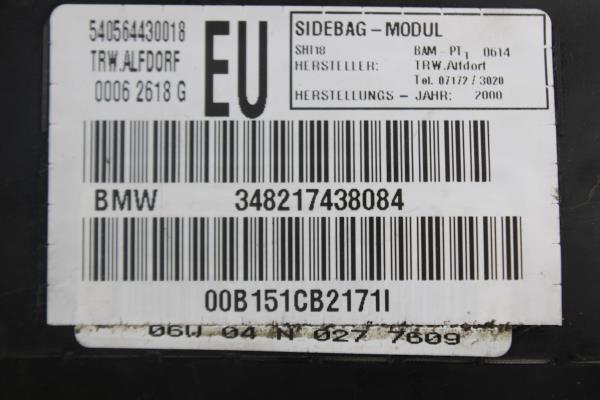 540564430018
TRW.ALFDORF
0006 2618 G
EU
SIDEBAG-MODUL
SH118 BAM-PT1 0614
HERSTELLER: TRW.Alfdorf
Tel. 07172/3020
HERSTELLUNGS-JAHR: 2000
BMW 348217438084
00B151CB2171I
06W 04 N 027 7609